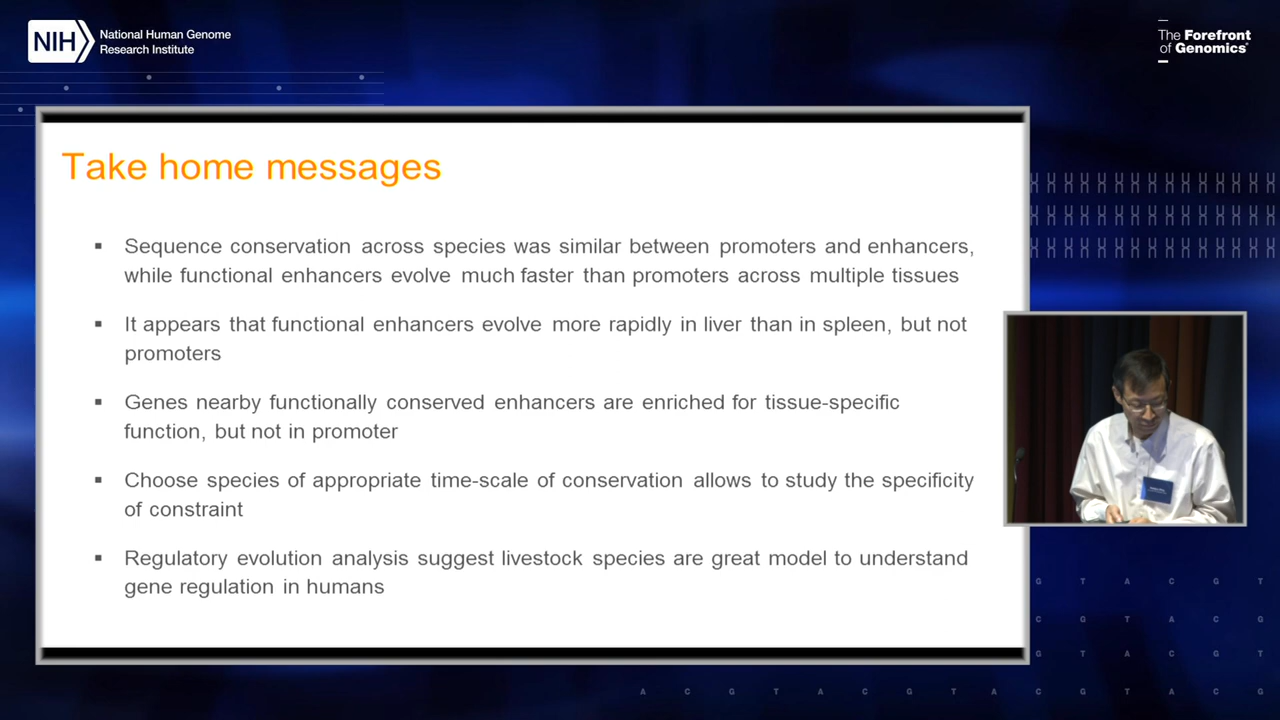 NIH
National Human Genome
Research Institute
The Forefront
of Genomics®
Take home messages
▪ Sequence conservation across species was similar between promoters and enhancers,
while functional enhancers evolve much faster than promoters across multiple tissues
▪ It appears that functional enhancers evolve more rapidly in liver than in spleen, but not
promoters
▪ Genes nearby functionally conserved enhancers are enriched for tissue-specific
function, but not in promoter
▪ Choose species of appropriate time-scale of conservation allows to study the specificity
of constraint
▪ Regulatory evolution analysis suggest livestock species are great model to understand
gene regulation in humans
G T A C G T
C G T A C G
G T A C G T
A C G T A C G T A C G T A C G